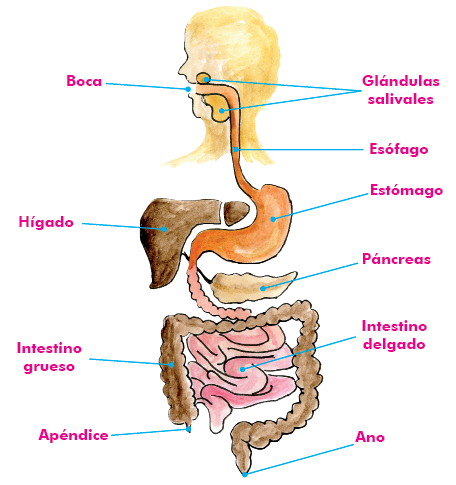 Boca
Glándulas
salivales
Esófago
Estómago
Hígado
Páncreas
Intestino
delgado
Intestino
grueso
Apéndice
Ano